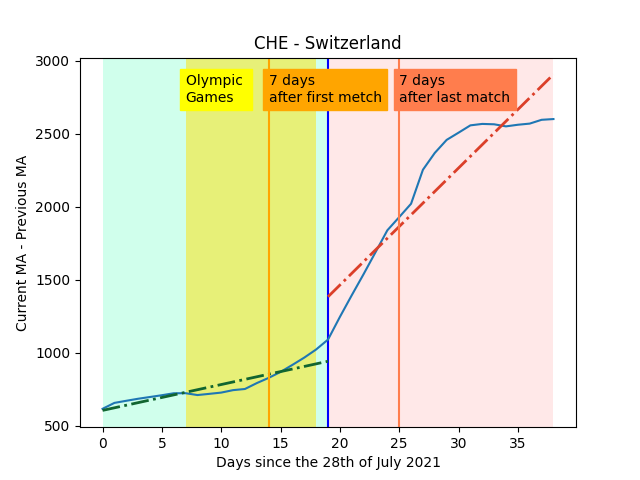 CHE - Switzerland
Olympic
Games
7 days
after first metch
7 days
after last match
Current MA - Previous MA
3000
2500
2000
1500
1000
500
0
5
10
15
20
25
30
35
Days since the 28th of July 2021